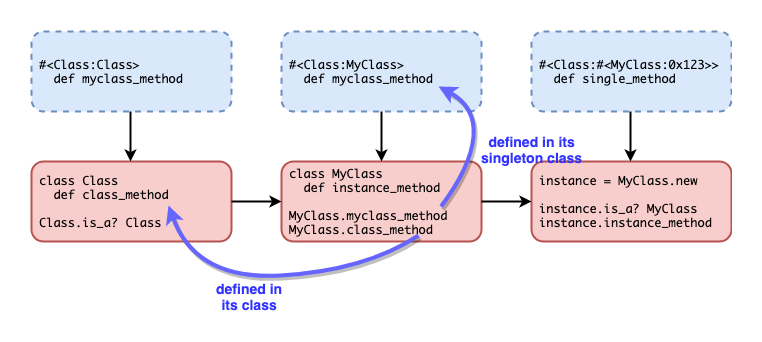 #<Class:Class>
def myclass_method
#<Class:MyClass>
def myclass_method
#<Class:#<MyClass:0x123>>
def single_method
defined in its
singleton class
class Class
def class_method
Class.is_a? Class
class MyClass
def instance_method
MyClass.myclass_method
MyClass.class_method
instance = MyClass.new
instance.is_a? MyClass
instance.instance_method
defined in
its class